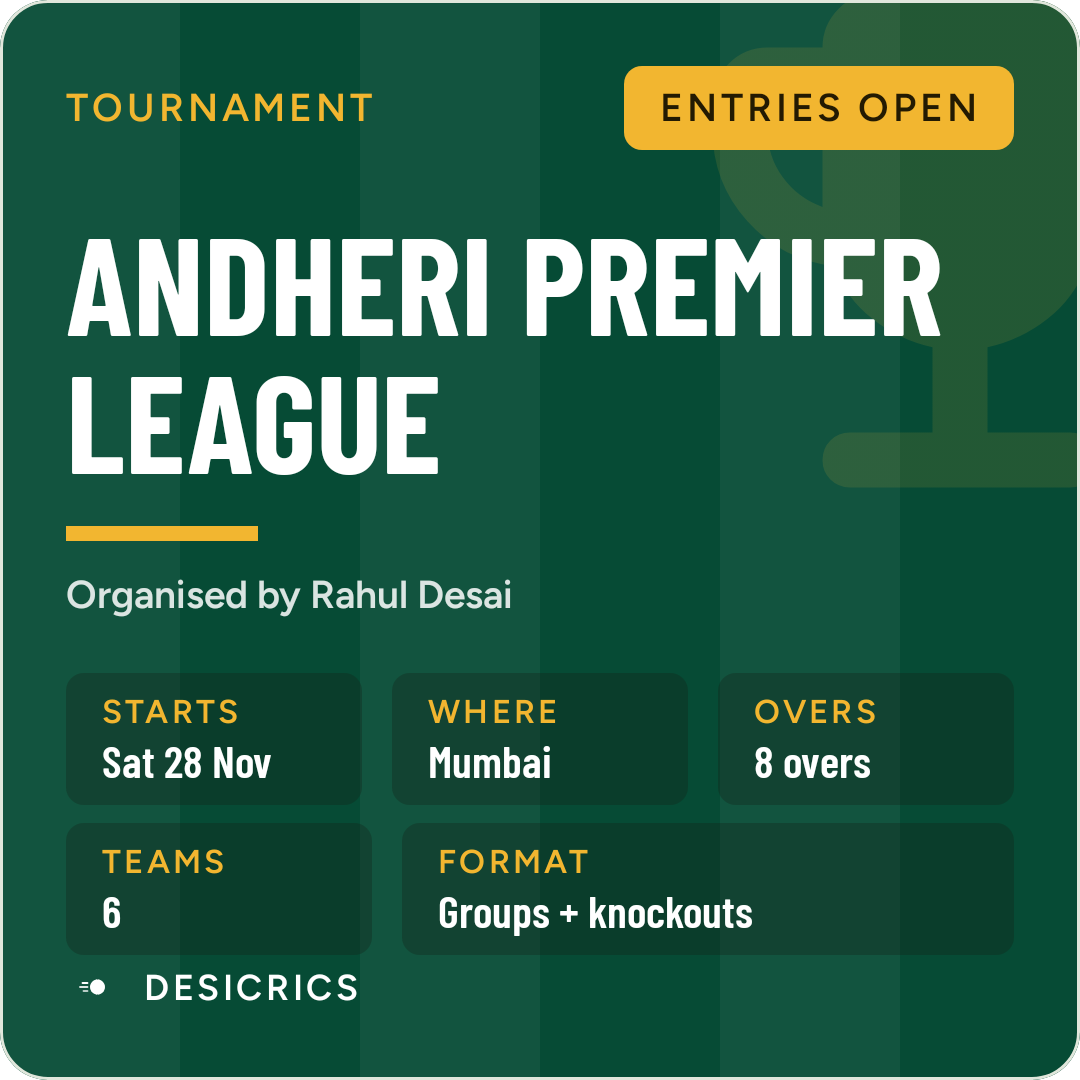 TOURNAMENT
ENTRIES OPEN
ANDHERI PREMIER
LEAGUE
Organised by Rahul Desai
STARTS
Sat 28 Nov
WHERE
Mumbai
OVERS
8 overs
TEAMS
6
FORMAT
Groups + knockouts
DESICRICS